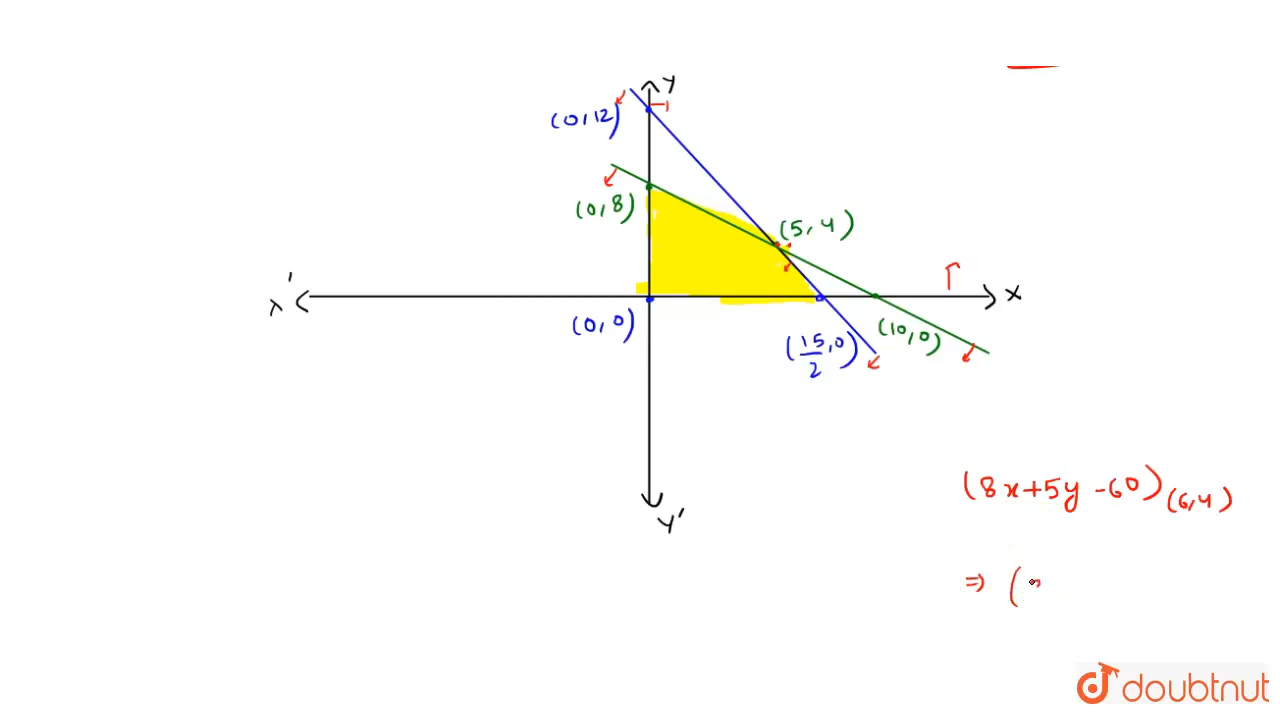 Y
(0,12)
(0,8)
(5,4)
X'
X
(0,0)
(15/2,0)
(10,0)
(8x+5y-60)(6,4)
Y'
⇒ (
doubtnut